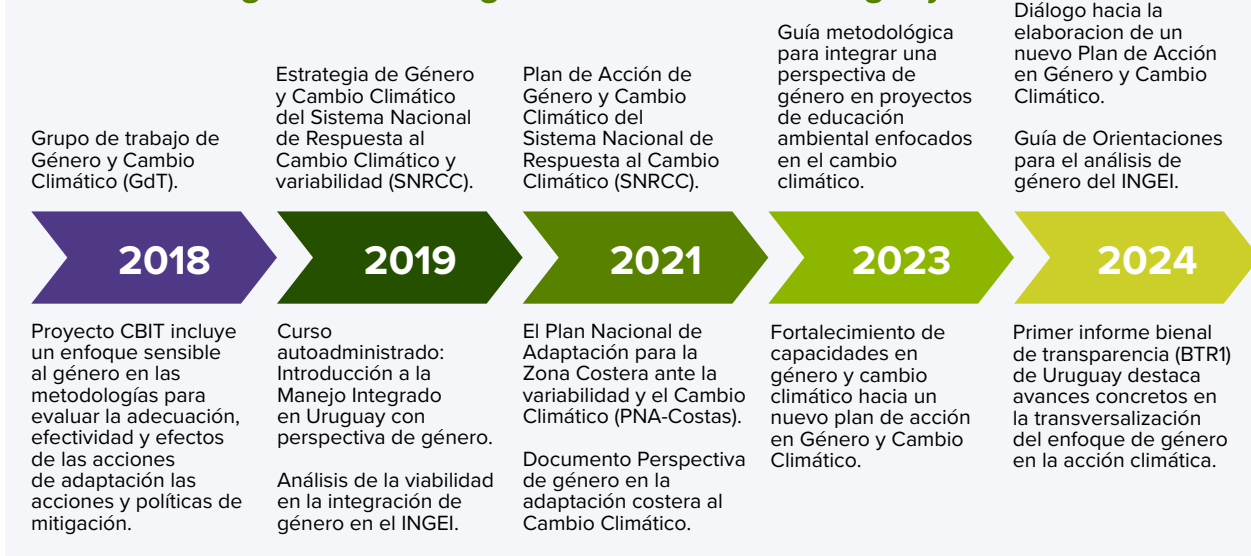 Diálogo hacia la
elaboracion de un
nuevo Plan de Acción
en Género y Cambio
Climático.
Guía de Orientaciones
para el análisis de
género del INGEI.
Guía metodológica
para integrar una
perspectiva de
género en proyectos
de educación
ambiental enfocados
en el cambio
climático.
Plan de Acción de
Género y Cambio
Climático del
Sistema Nacional de
Respuesta al Cambio
Climático (SNRCC).
Estrategia de Género
y Cambio Climático
del Sistema Nacional
de Respuesta al
Cambio Climático y
variabilidad (SNRCC).
Grupo de trabajo de
Género y Cambio
Climático (GdT).
2018
2019
2021
2023
2024
Proyecto CBIT incluye
un enfoque sensible
al género en las
metodologías para
evaluar la adecuación,
efectividad y efectos
de las acciones
de adaptación las
acciones y políticas de
mitigación.
Curso
autoadministrado:
Introducción a la
Manejo Integrado
en Uruguay con
perspectiva de género.
Análisis de la viabilidad
en la integración de
género en el INGEI.
El Plan Nacional de
Adaptación para la
Zona Costera ante la
variabilidad y el Cambio
Climático (PNA-Costas).
Documento Perspectiva
de género en la
adaptación costera al
Cambio Climático.
Fortalecimiento de
capacidades en
género y cambio
climático hacia un
nuevo plan de acción
en Género y Cambio
Climático.
Primer informe bienal
de transparencia (BTR1)
de Uruguay destaca
avances concretos en
la transversalización
del enfoque de género
en la acción climática.